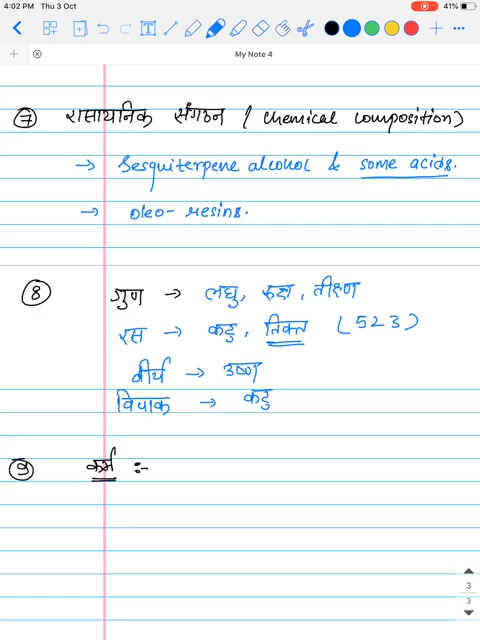 4:02 PM Thu 3 Oct 41%
My Note 4
⑦ रासायनिक संगठन ( chemical composition)
→ Sesquiterpene alcohol & some acids.
→ oleo-resins.
⑧ गुण → लघु, रुक्ष, तीक्ष्ण
रस → कटु, तिक्त (523)
वीर्य → उष्ण
विपाक → कटु
⑨ कर्म :-
3
3